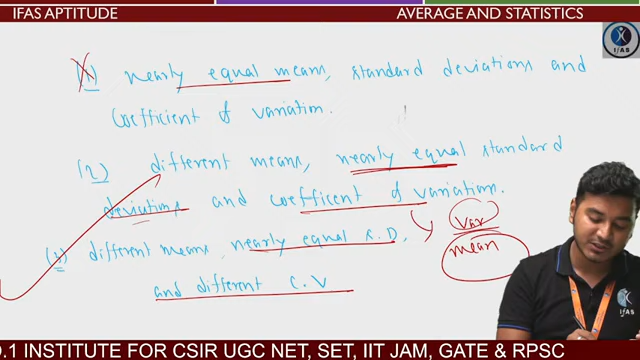 IFAS APTITUDE AVERAGE AND STATISTICS
IFAS
(1) nearly equal means, standard deviations and
coefficient of variation.
(2) different means, nearly equal standard
deviations and coefficent of variation.
var
mean
(3) different means, nearly equal S.D,
and different C.V
O.1 INSTITUTE FOR CSIR UGC NET, SET, IIT JAM, GATE & RPSC
IFAS